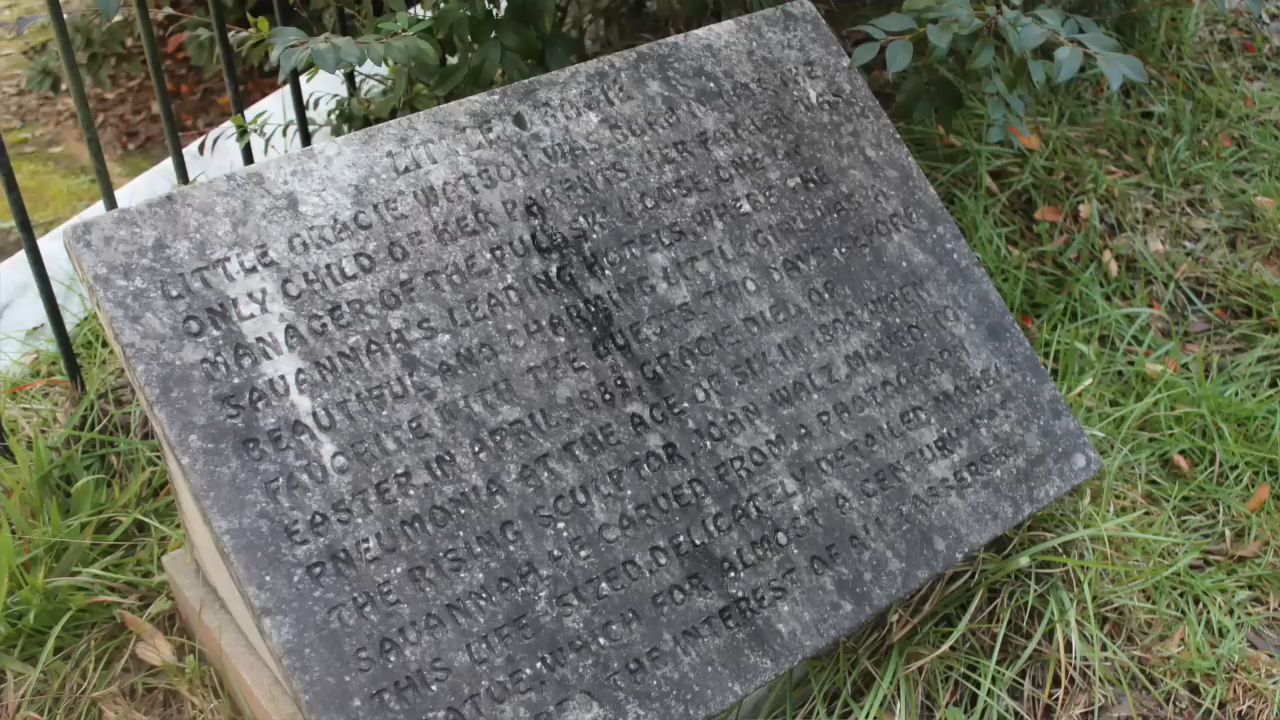 LITTLE GRACIE
LITTLE GRACIE WATSON WAS BORN IN 1883, THE
ONLY CHILD OF HER PARENTS. HER FATHER WAS
MANAGER OF THE PULASKI HOUSE, ONE OF
SAVANNAH'S LEADING HOTELS, WHERE THE
BEAUTIFUL AND CHARMING LITTLE GIRL WAS A
FAVORITE WITH THE GUESTS. TWO DAYS BEFORE
EASTER, IN APRIL 1889, GRACIE DIED OF
PNEUMONIA AT THE AGE OF SIX. IN 1890, WHEN
THE RISING SCULPTOR, JOHN WALZ, MOVED TO
SAVANNAH, HE CARVED FROM A PHOTOGRAPH
THIS LIFE SIZED, DELICATELY DETAILED MARBLE
STATUE, WHICH FOR ALMOST A CENTURY HAS
THE INTEREST OF ALL PASSERSBY